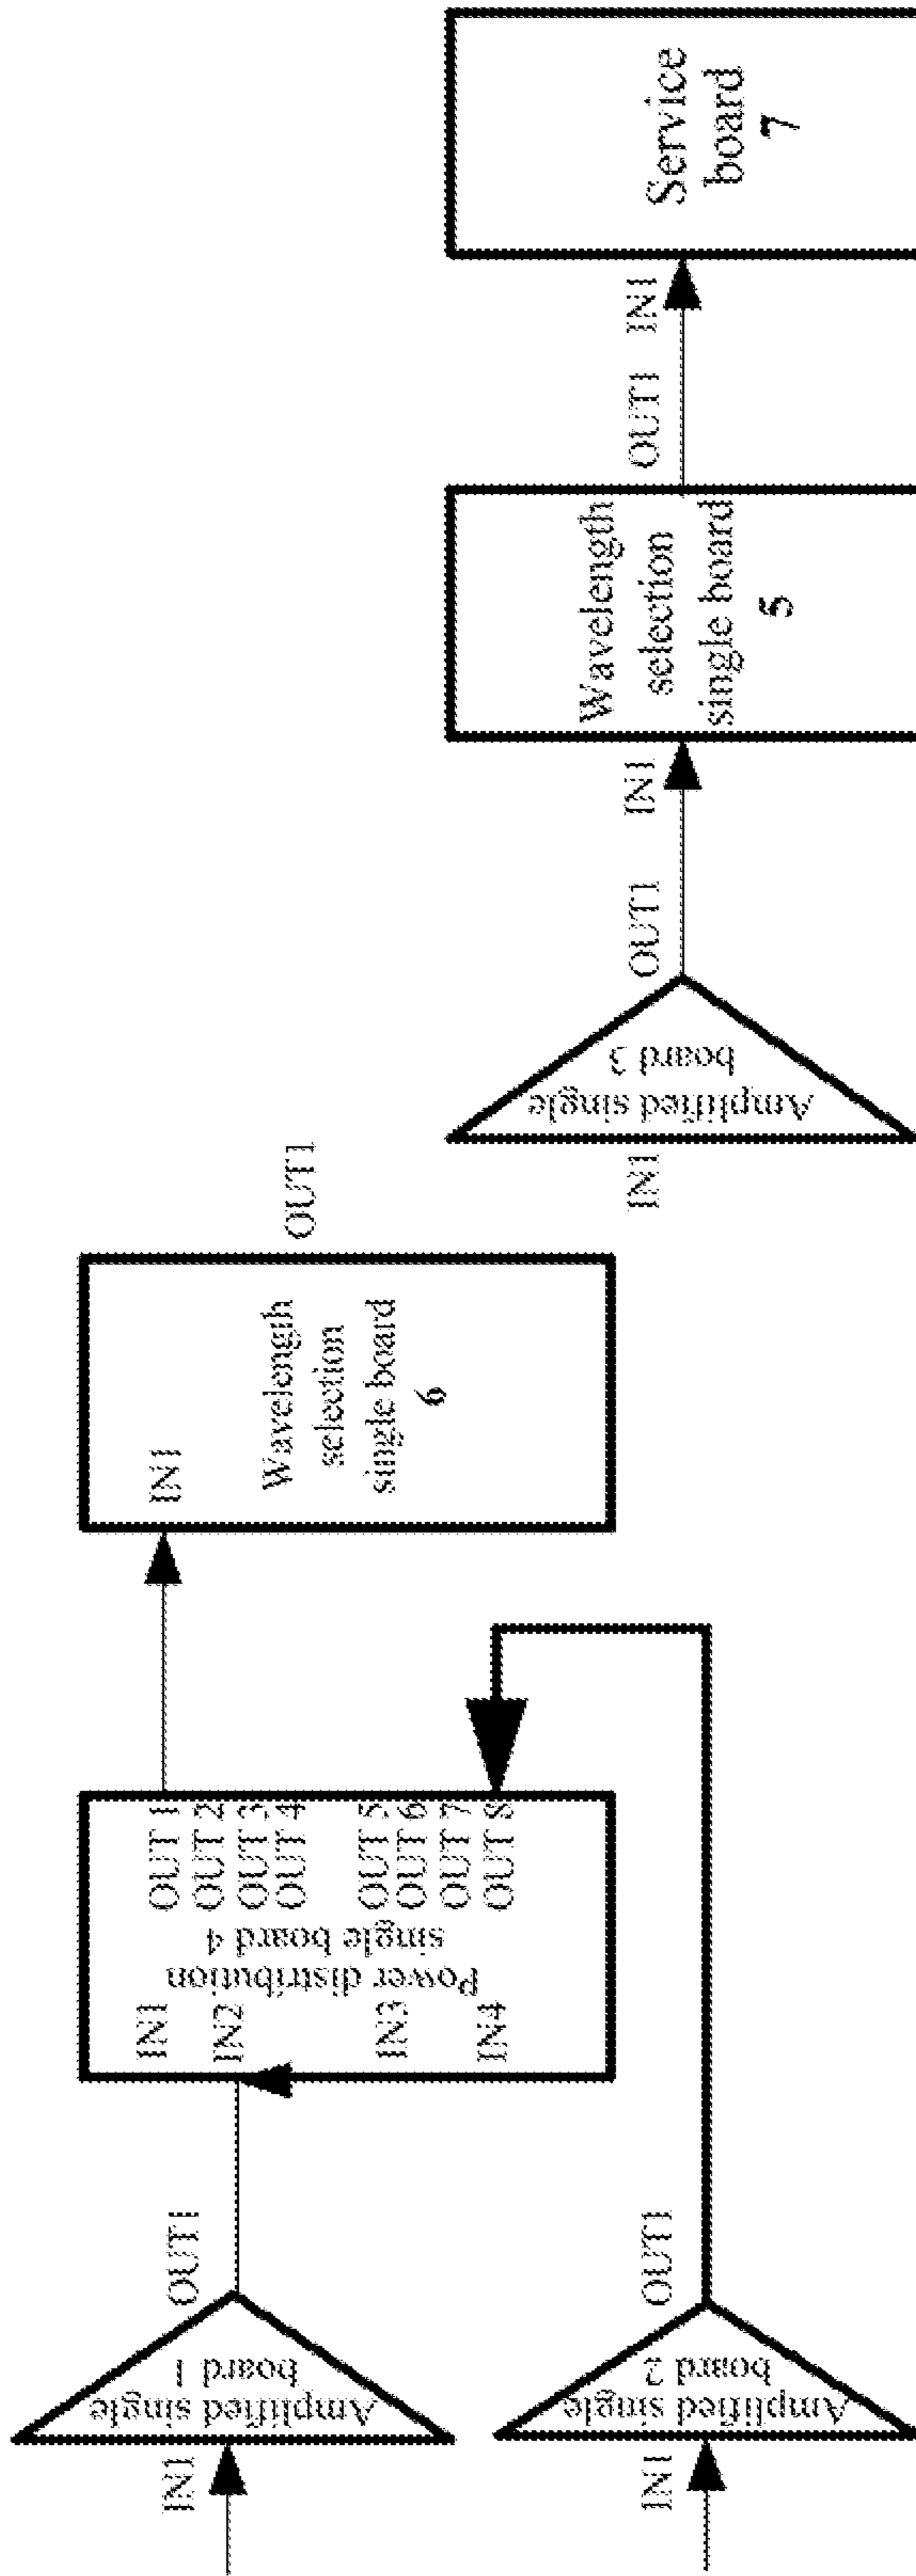 IN1
Amplified single
board 1
OUT1
IN1
Amplified single
board 2
OUT1
IN1
IN2
IN3
IN4
Power distribution
single board 4
OUT 1
OUT 2
OUT 3
OUT 4
OUT 5
OUT 6
OUT 7
OUT 8
IN1
Wavelength
selection
single board
6
OUT1
IN1
Amplified single
board 3
OUT1
IN1
Wavelength
selection
single board
5
OUT1
IN1
Service
board
7